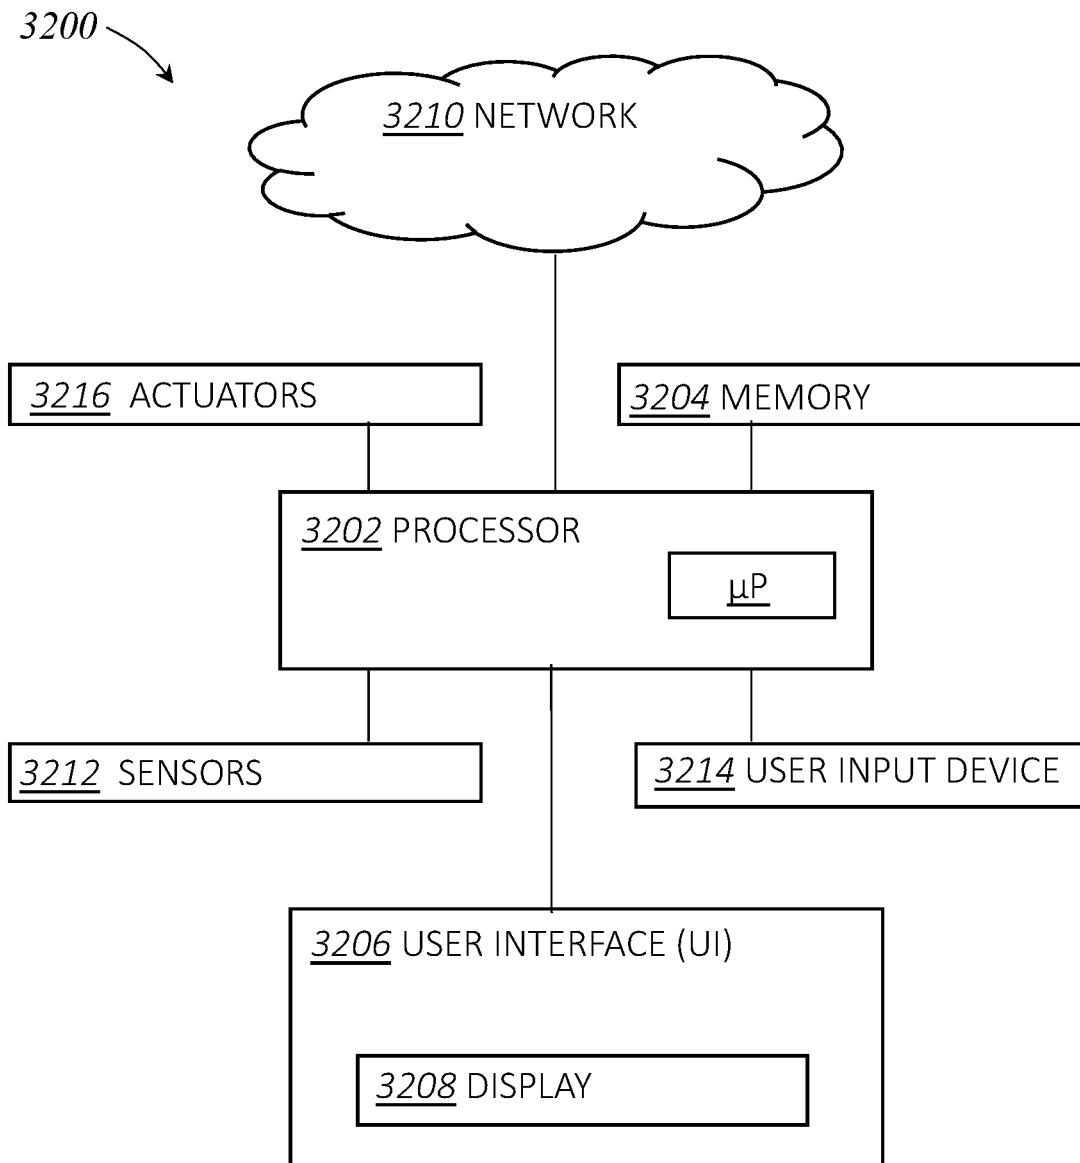 3200
3210 NETWORK
3216 ACTUATORS
3204 MEMORY
3202 PROCESSOR
µP
3212 SENSORS
3214 USER INPUT DEVICE
3206 USER INTERFACE (UI)
3208 DISPLAY